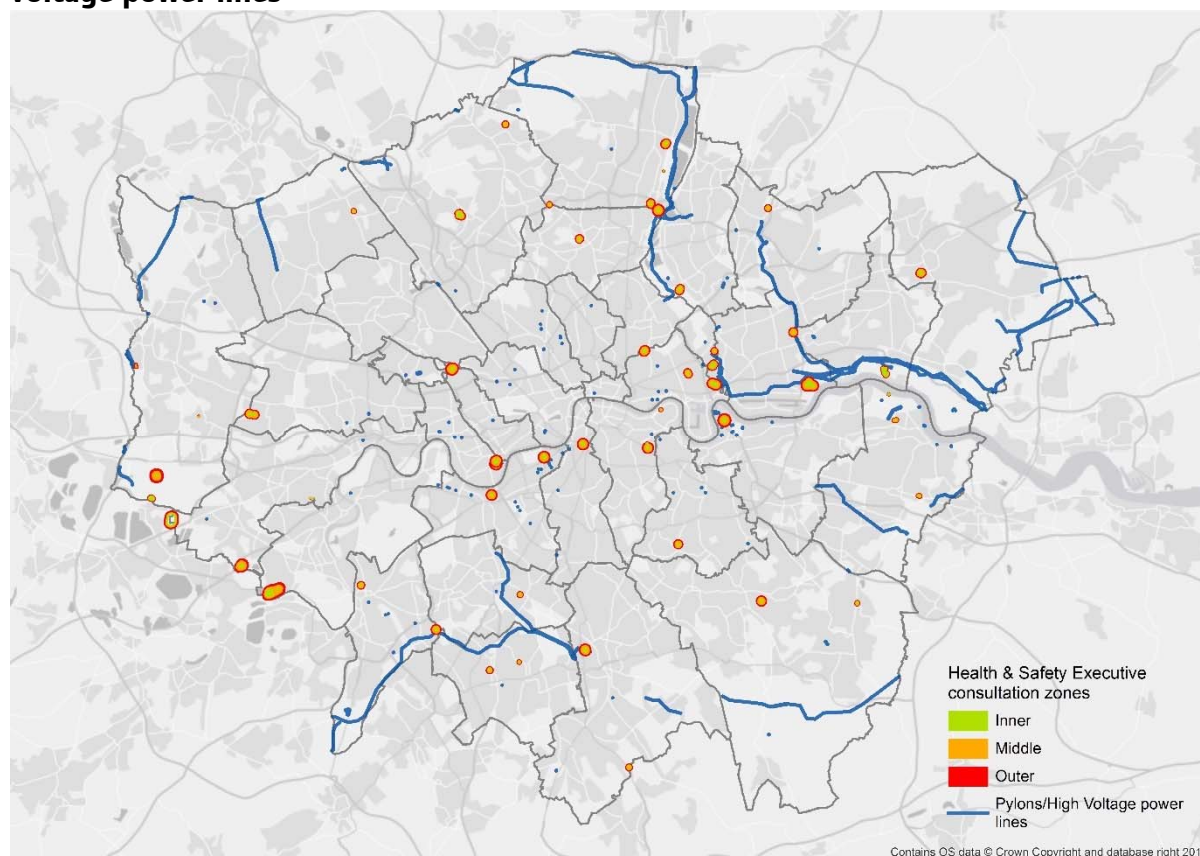 voltage power lines
Health & Safety Executive
consultation zones
Inner
Middle
Outer
Pylons/High Voltage power
lines
Contains OS data © Crown Copyright and database right 201